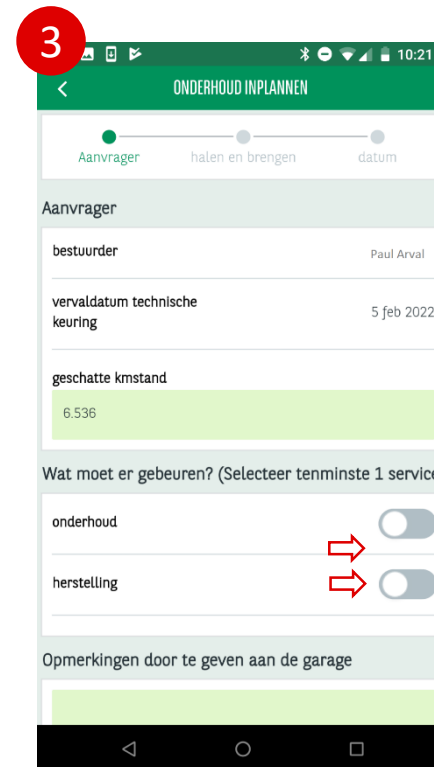 3
10:21
ONDERHOUD INPLANNEN
Aanvrager halen en brengen datum
Aanvrager
bestuurder Paul Arval
vervaldatum technische
keuring 5 feb 2022
geschatte kmstand
6.536
Wat moet er gebeuren? (Selecteer tenminste 1 service
onderhoud
herstelling
Opmerkingen door te geven aan de garage